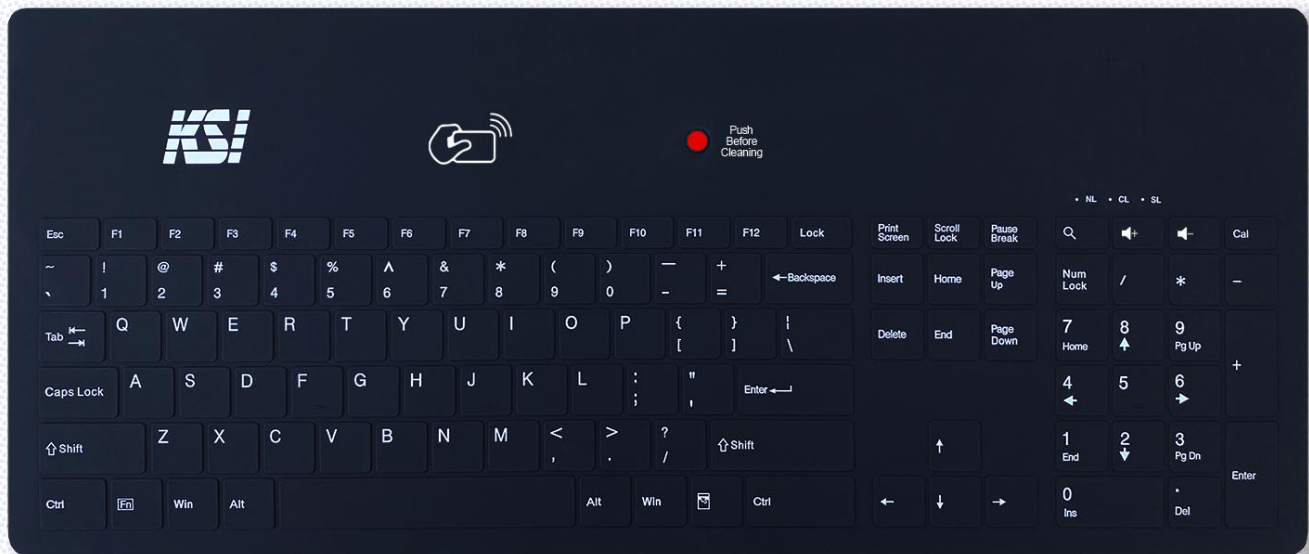 KSI
Push
Before
Cleaning
• NL • CL • SL
Esc F1 F2 F3 F4 F5 F6 F7 F8 F9 F10 F11 F12 Lock Print Screen Scroll Lock Pause Break + - Cal
~ ! @ # $ % ^ & * ( ) — +
` 1 2 3 4 5 6 7 8 9 0 - = ←Backspace Insert Home Page Up Num Lock / * –
Tab Q W E R T Y U I O P { } ¦
[ ] \ Delete End Page Down 7 Home 8 ↑ 9 Pg Up +
Caps Lock A S D F G H J K L : "
; ' Enter 4 ← 5 6 →
⇧ Shift Z X C V B N M < > ?
, . / ⇧ Shift ↑ 1 End 2 ↓ 3 Pg Dn Enter
Ctrl Fn Win Alt Alt Win Ctrl ← ↓ → 0 Ins . Del